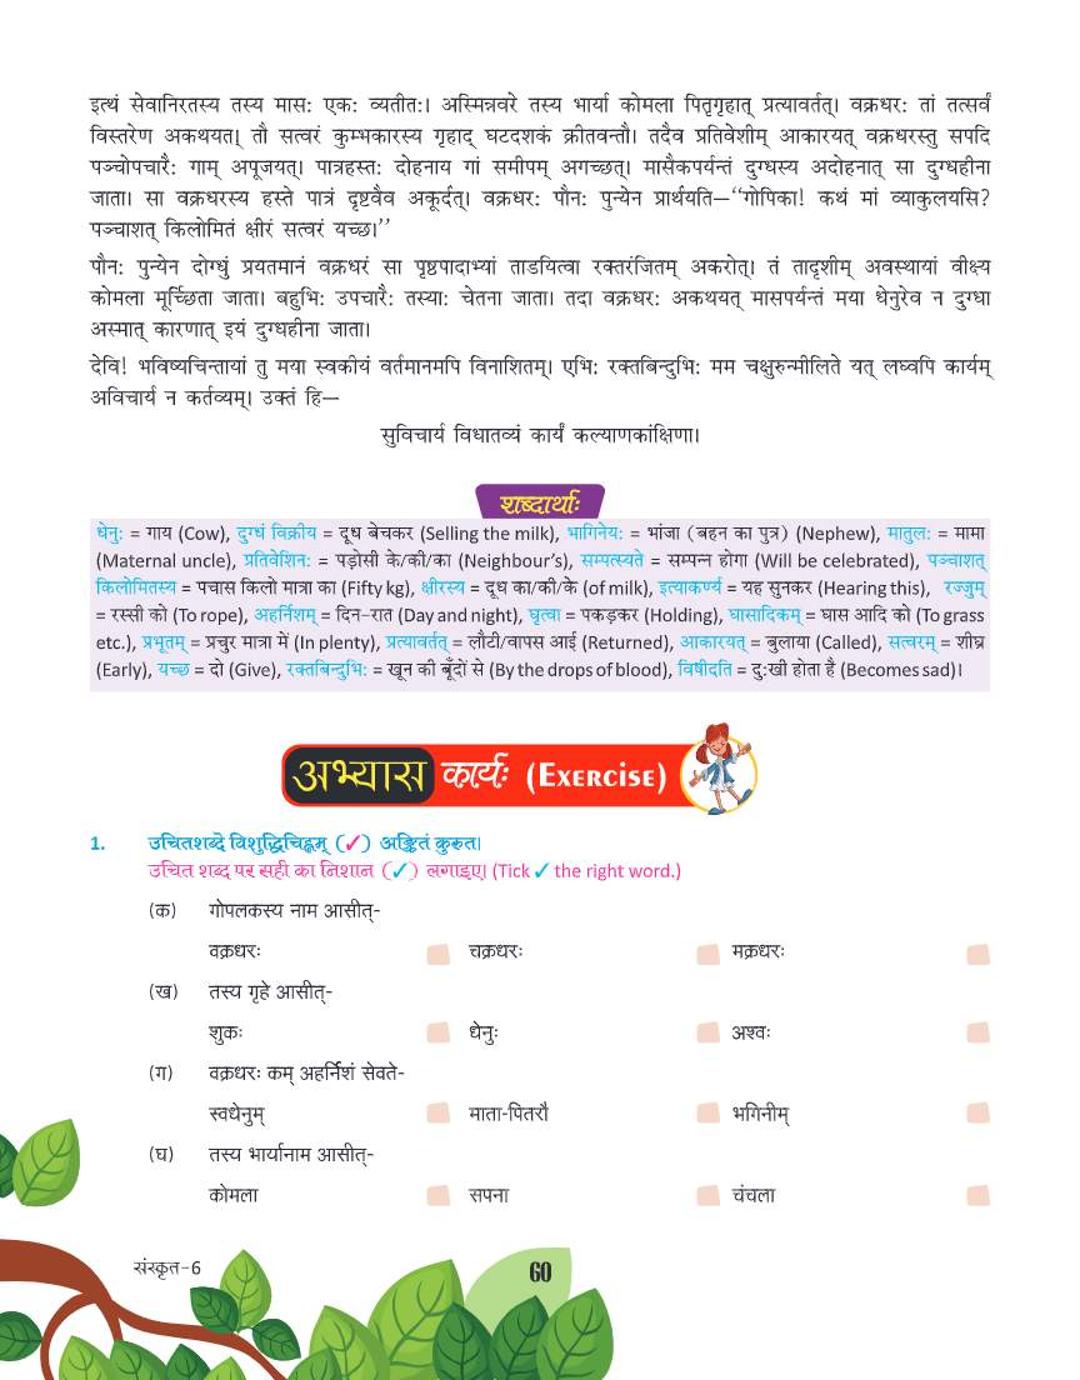 इत्थं सेवानिरतस्य तस्य मास: एक: व्यतीत:। अस्मिन्नवरे तस्य भार्या कोमला पितृगृहात् प्रत्यावर्तत्। वक्रधर: तां तत्सर्वं
विस्तरेण अकथयत्। तौ सत्वरं कुम्भकारस्य गृहाद् घटदशकं क्रीतवन्तौ। तदैव प्रतिवेशीम् आकारयत् वक्रधरस्तु सपदि
पञ्चोपचारै: गाम् अपूजयत्। पात्रहस्त: दोहनाय गां समीपम् अगच्छत्। मासैकपर्यन्तं दुग्धस्य अदोहनात् सा दुग्धहीना
जाता। सा वक्रधरस्य हस्ते पात्रं दृष्टवैव अकूर्दत्। वक्रधर: पौन: पुन्येन प्रार्थयति—“गोपिका! कथं मां व्याकुलयसि?
पञ्चाशत् किलोमितं क्षीरं सत्वरं यच्छ।’’
पौन: पुन्येन दोग्धुं प्रयतमानं वक्रधरं सा पृष्ठपादाभ्यां ताडयित्वा रक्तरंजितम् अकरोत्। तं तादृशीम् अवस्थायां वीक्ष्य
कोमला मूर्च्छिता जाता। बहुभि: उपचारै: तस्या: चेतना जाता। तदा वक्रधर: अकथयत् मासपर्यन्तं मया धेनुरेव न दुग्धा
अस्मात् कारणात् इयं दुग्धहीना जाता।
देवि! भविष्यचिन्तायां तु मया स्वकीयं वर्तमानमपि विनाशितम्। एभि: रक्तबिन्दुभि: मम चक्षुरुन्मीलिते यत् लघ्वपि कार्यम्
अविचार्य न कर्तव्यम्। उक्तं हि—
सुविचार्य विधातव्यं कार्यं कल्याणकांक्षिणा।
शब्दार्थाः
धेनु: = गाय (Cow), दुग्धं विक्रीय = दूध बेचकर (Selling the milk), भागिनेय: = भांजा (बहन का पुत्र) (Nephew), मातुल: = मामा
(Maternal uncle), प्रतिवेशिन: = पड़ोसी के/की/का (Neighbour's), सम्पत्स्यते = सम्पन्न होगा (Will be celebrated), पञ्चाशत्
किलोमितस्य = पचास किलो मात्रा का (Fifty kg), क्षीरस्य = दूध का/की/के (of milk), इत्याकर्ण्य = यह सुनकर (Hearing this), रज्जुम्
= रस्सी को (To rope), अहर्निशम् = दिन-रात (Day and night), घृत्वा = पकड़कर (Holding), घासादिकम् = घास आदि को (To grass
etc.), प्रभूतम् = प्रचुर मात्रा में (In plenty), प्रत्यावर्तत् = लौटी/वापस आई (Returned), आकारयत् = बुलाया (Called), सत्वरम् = शीघ्र
(Early), यच्छ = दो (Give), रक्तबिन्दुभि: = खून की बूँदों से (By the drops of blood), विषीदति = दु:खी होता है (Becomes sad)।
अभ्यास कार्यः (EXERCISE)
1. उचितशब्दे विशुद्धिचिह्नम् (✓) अङ्कितं कुरुत।
उचित शब्द पर सही का निशान (✓) लगाइए। (Tick ✓ the right word.)
(क) गोपलकस्य नाम आसीत्-
वक्रधरः चक्रधरः मक्रधरः
(ख) तस्य गृहे आसीत्-
शुकः धेनुः अश्वः
(ग) वक्रधरः कम् अहर्निशं सेवते-
स्वधेनुम् माता-पितरौ भगिनीम्
(घ) तस्य भार्यानाम आसीत्-
कोमला सपना चंचला
संस्कृत-6 60